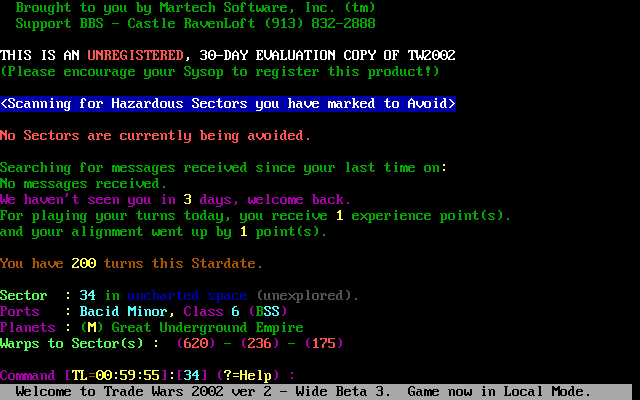 Brought to you by Martech Software, Inc. (tm)
Support BBS - Castle RavenLoft (913) 832-2888
THIS IS AN UNREGISTERED, 30-DAY EVALUATION COPY OF TW2002
(Please encourage your Sysop to register this product!)
<Scanning for Hazardous Sectors you have marked to Avoid>
No Sectors are currently being avoided.
Searching for messages received since your last time on:
No messages received.
We haven't seen you in 3 days, welcome back.
For playing your turns today, you receive 1 experience point(s).
and your alignment went up by 1 point(s).
You have 200 turns this Stardate.
Sector  : 34 in uncharted space (unexplored).
Ports   : Bacid Minor, Class 6 (BSS)
Planets : (M) Great Underground Empire
Warps to Sector(s) :  (620) - (236) - (175)
Command [TL=00:59:55]:[34] (?=Help) :
Welcome to Trade Wars 2002 ver 2 - Wide Beta 3.  Game now in Local Mode.